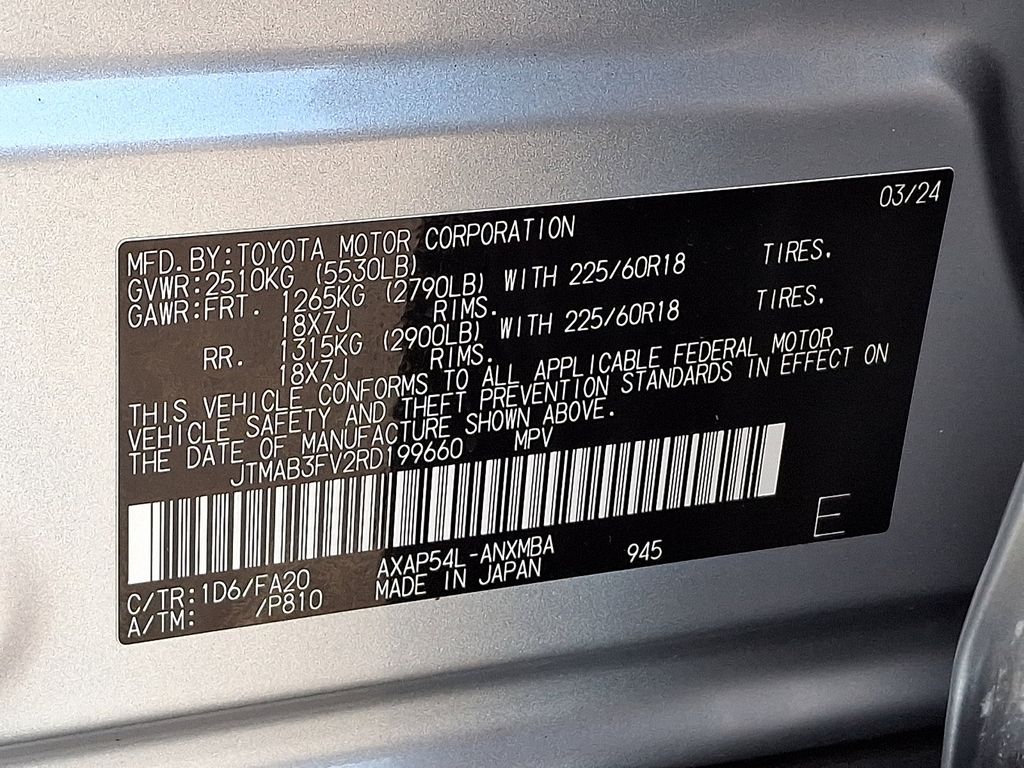 03/24
MFD.BY:TOYOTA MOTOR CORPORATION
GVWR:2510KG (5530LB)
GAWR:FRT. 1265KG (2790LB) WITH 225/60R18 TIRES.
18X7J RIMS.
RR. 1315KG (2900LB) WITH 225/60R18 TIRES.
18X7J RIMS.
THIS VEHICLE CONFORMS TO ALL APPLICABLE FEDERAL MOTOR
VEHICLE SAFETY AND THEFT PREVENTION STANDARDS IN EFFECT ON
THE DATE OF MANUFACTURE SHOWN ABOVE.
JTMAB3FV2RD199660 MPV
E
C/TR:1D6/FA20 AXAP54L-ANXMBA 945
A/TM: /P810 MADE IN JAPAN